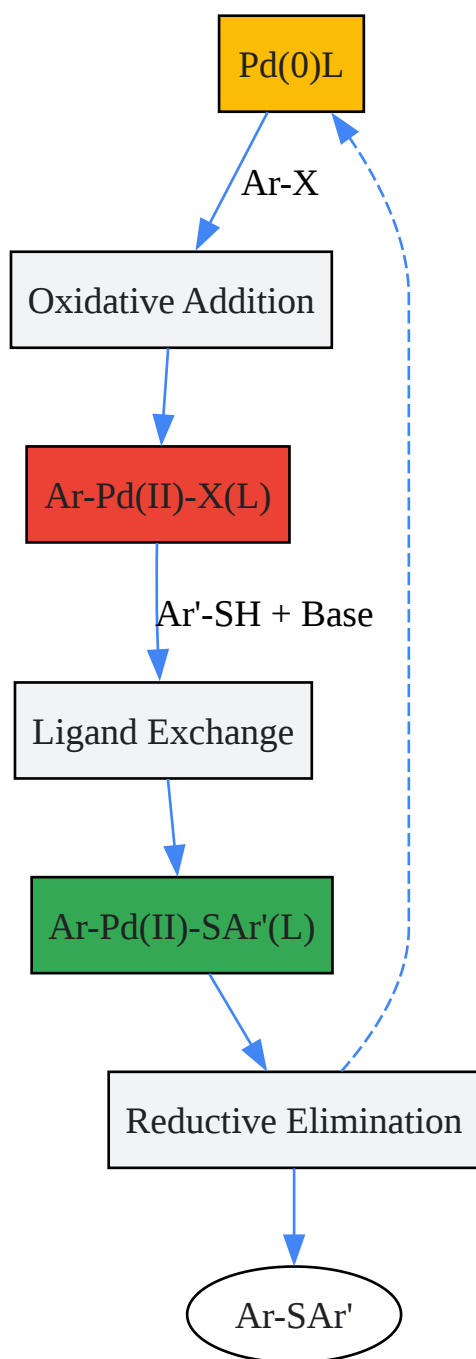 Pd(0)L
Ar-X
Oxidative Addition
Ar-Pd(II)-X(L)
Ar'-SH + Base
Ligand Exchange
Ar-Pd(II)-SAr'(L)
Reductive Elimination
Ar-SAr'